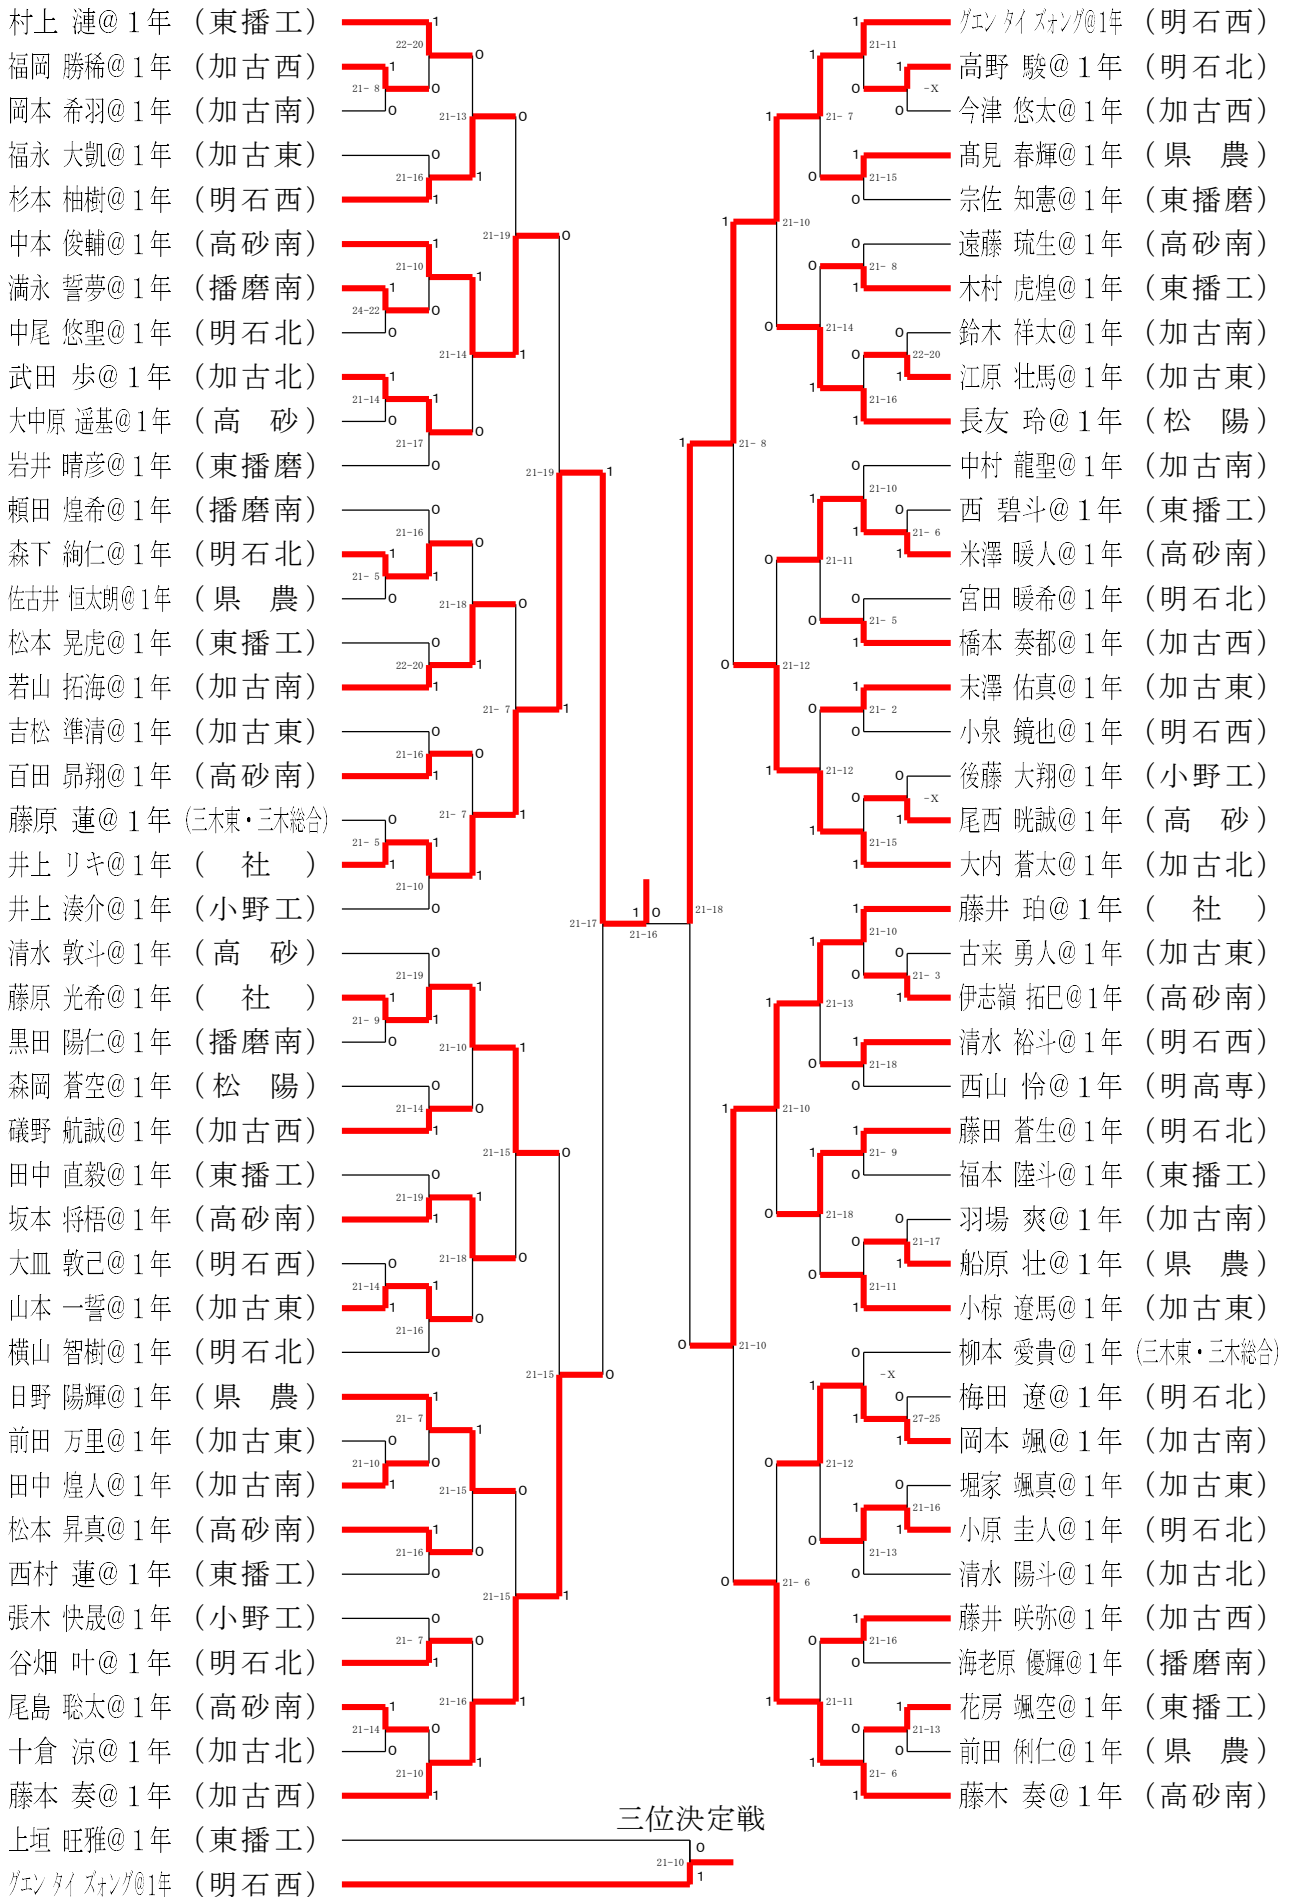 村上 漣@１年 （東播工）
福岡 勝稀@１年 （加古西）
岡本 希羽@１年 （加古南）
福永 大凱@１年 （加古東）
杉本 柚樹@１年 （明石西）
中本 俊輔@１年 （高砂南）
満永 誓夢@１年 （播磨南）
中尾 悠聖@１年 （明石北）
武田 歩@１年 （加古北）
大中原 遥基@１年 （高　砂）
岩井 晴彦@１年 （東播磨）
頼田 煌希@１年 （播磨南）
森下 絢仁@１年 （明石北）
佐古井 恒太朗@１年 （県　農）
松本 晃虎@１年 （東播工）
若山 拓海@１年 （加古南）
吉松 準清@１年 （加古東）
百田 昴翔@１年 （高砂南）
藤原 蓮@１年 （三木東・三木総合）
井上 リキ@１年 （　社　）
井上 湊介@１年 （小野工）
清水 敦斗@１年 （高　砂）
藤原 光希@１年 （　社　）
黒田 陽仁@１年 （播磨南）
森岡 蒼空@１年 （松　陽）
礒野 航誠@１年 （加古西）
田中 直毅@１年 （東播工）
坂本 将梧@１年 （高砂南）
大皿 敦己@１年 （明石西）
山本 一誓@１年 （加古東）
横山 智樹@１年 （明石北）
日野 陽輝@１年 （県　農）
前田 万里@１年 （加古東）
田中 煌人@１年 （加古南）
松本 昇真@１年 （高砂南）
西村 蓮@１年 （東播工）
張木 快晟@１年 （小野工）
谷畑 叶@１年 （明石北）
尾島 聡太@１年 （高砂南）
十倉 涼@１年 （加古北）
藤本 奏@１年 （加古西）
グエン タイ ズォング@１年 （明石西）
高野 駿@１年 （明石北）
今津 悠太@１年 （加古西）
髙見 春輝@１年 （県　農）
宗佐 知憲@１年 （東播磨）
遠藤 琉生@１年 （高砂南）
木村 虎煌@１年 （東播工）
鈴木 祥太@１年 （加古南）
江原 壮馬@１年 （加古東）
長友 玲@１年 （松　陽）
中村 龍聖@１年 （加古南）
西 碧斗@１年 （東播工）
米澤 暖人@１年 （高砂南）
宮田 暖希@１年 （明石北）
橋本 奏都@１年 （加古西）
末澤 佑真@１年 （加古東）
小泉 鏡也@１年 （明石西）
後藤 大翔@１年 （小野工）
尾西 晄誠@１年 （高　砂）
大内 蒼太@１年 （加古北）
藤井 珀@１年 （　社　）
古来 勇人@１年 （加古東）
伊志嶺 拓巳@１年 （高砂南）
清水 裕斗@１年 （明石西）
西山 怜@１年 （明高専）
藤田 蒼生@１年 （明石北）
福本 陸斗@１年 （東播工）
羽場 爽@１年 （加古南）
船原 壮@１年 （県　農）
小椋 遼馬@１年 （加古東）
柳本 愛貴@１年 （三木東・三木総合）
梅田 遼@１年 （明石北）
岡本 颯@１年 （加古南）
堀家 颯真@１年 （加古東）
小原 圭人@１年 （明石北）
清水 陽斗@１年 （加古北）
藤井 咲弥@１年 （加古西）
海老原 優輝@１年 （播磨南）
花房 颯空@１年 （東播工）
前田 俐仁@１年 （県　農）
藤木 奏@１年 （高砂南）
三位決定戦
上垣 旺雅@１年 （東播工）
グエン タイ ズォング@１年 （明石西）
21-10
0
1